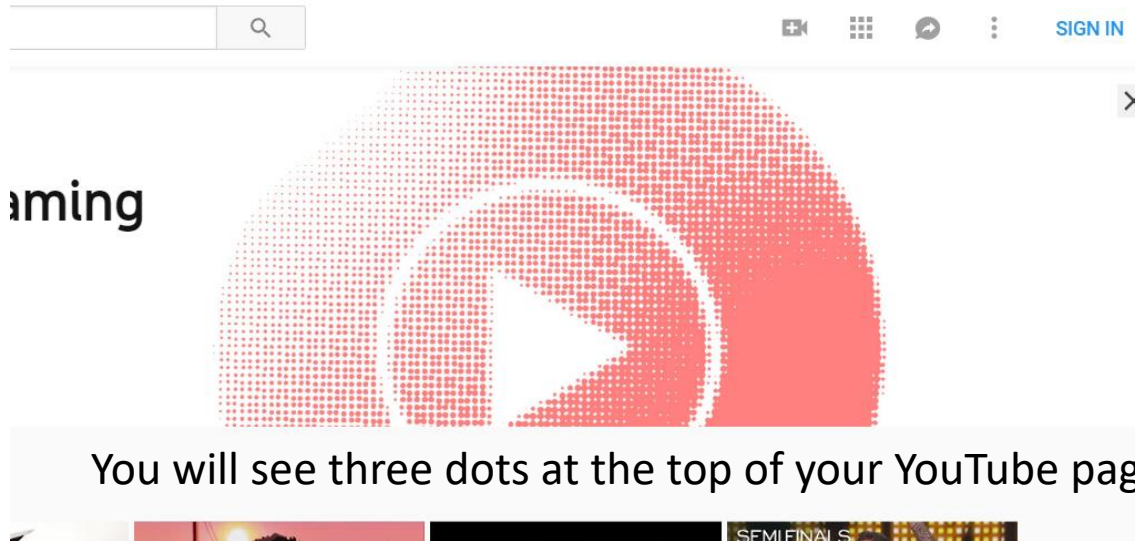 SIGN IN
aming
You will see three dots at the top of your YouTube pag
SEMIFINALS